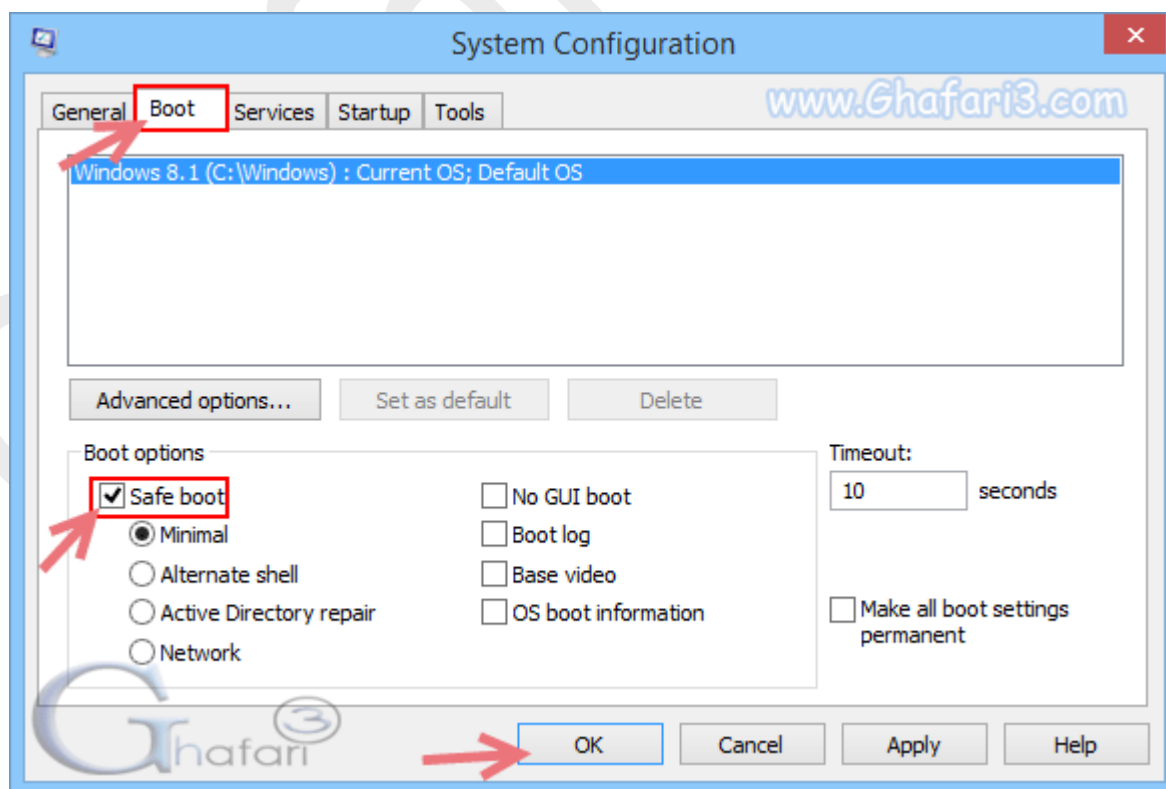 System Configuration
www.Ghafari3.com
General Boot Services Startup Tools
Windows 8.1 (C:\Windows) : Current OS; Default OS
Advanced options... Set as default Delete
Boot options
Timeout:
Safe boot No GUI boot 10 seconds
Minimal Boot log
Alternate shell Base video
Active Directory repair OS boot information Make all boot settings
permanent
Network
Ghafari 3
OK Cancel Apply Help